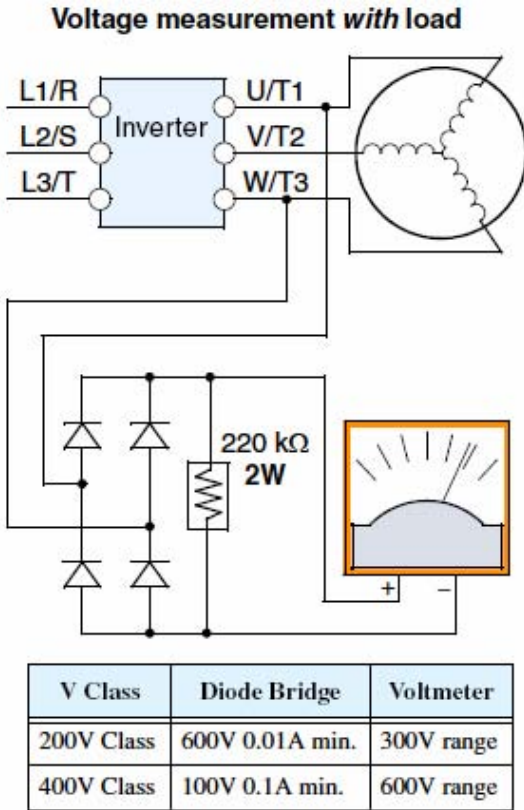 Voltage measurement with load
L1/R
U/T1
Inverter
L2/S
V/T2
L3/T
W/T3
220 kΩ
2W
+
−
V Class Diode Bridge Voltmeter
200V Class 600V 0.01A min. 300V range
400V Class 100V 0.1A min. 600V range